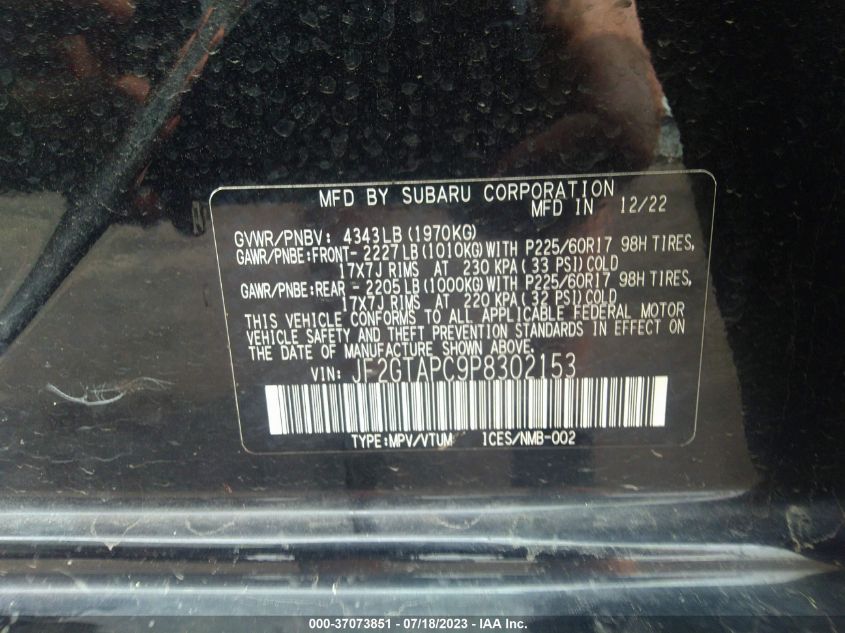 MFD BY SUBARU CORPORATION
MFD IN 12/22
GVWR/PNBV: 4343LB(1970KG)
GAWR/PNBE:FRONT- 2227LB(1010KG)WITH P225/60R17 98H TIRES,
17X7J RIMS AT 230 KPA(33 PSI)COLD
GAWR/PNBE:REAR - 2205LB(1000KG)WITH P225/60R17 98H TIRES,
17X7J RIMS AT 220 KPA(32 PSI)COLD
THIS VEHICLE CONFORMS TO ALL APPLICABLE FEDERAL MOTOR
VEHICLE SAFETY AND THEFT PREVENTION STANDARDS IN EFFECT ON
THE DATE OF MANUFACTURE SHOWN ABOVE.
VIN: JF2GTAPC9P8302153
TYPE:MPV/VTUM ICES/NMB-002
000-37073851 - 07/18/2023 - IAA Inc.